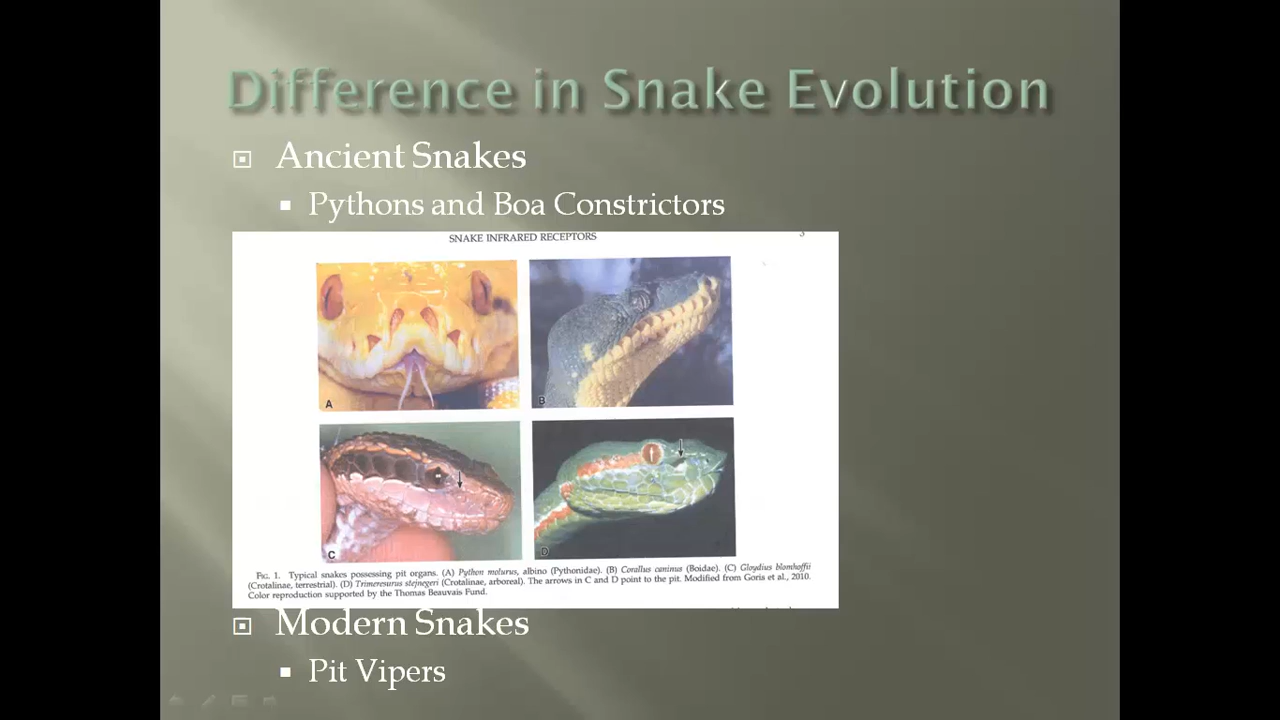 Difference in Snake Evolution
Ancient Snakes
Pythons and Boa Constrictors
SNAKE INFRARED RECEPTORS
3
A
B
C
D
FIG. 1. Typical snakes possessing pit organs. (A) Python molurus, albino (Pythonidae). (B) Corallus caninus (Boidae). (C) Gloydius blomhoffii
(Crotalinae, terrestrial). (D) Trimeresurus stejnegeri (Crotalinae, arboreal). The arrows in C and D point to the pit. Modified from Goris et al., 2010.
Color reproduction supported by the Thomas Beauvais Fund.
Modern Snakes
Pit Vipers